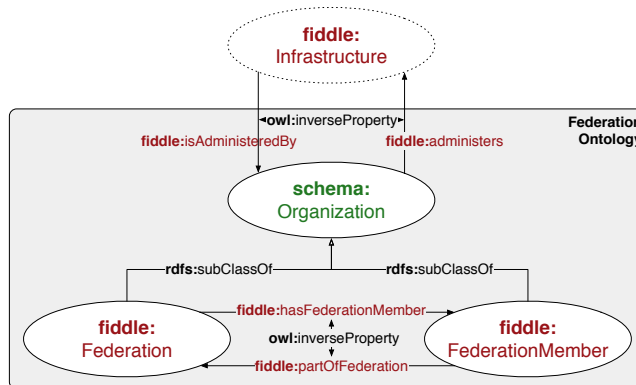 fiddle:
Infrastructure
owl:inverseProperty
Federation
Ontology
fiddle:isAdministeredBy
fiddle:administers
schema:
Organization
rdfs:subClassOf
rdfs:subClassOf
fiddle:hasFederationMember
fiddle:
Federation
owl:inverseProperty
fiddle:
FederationMember
fiddle:partOfFederation